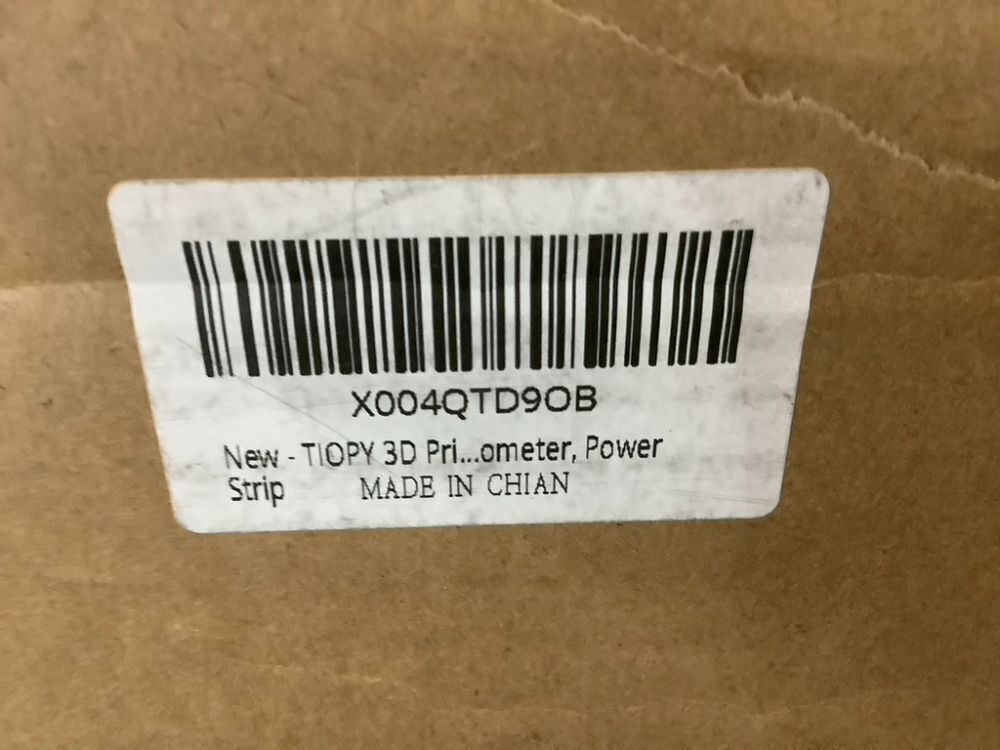 X004QTD9OB
New - TIOPY 3D Pri...ometer, Power
Strip MADE IN CHIAN